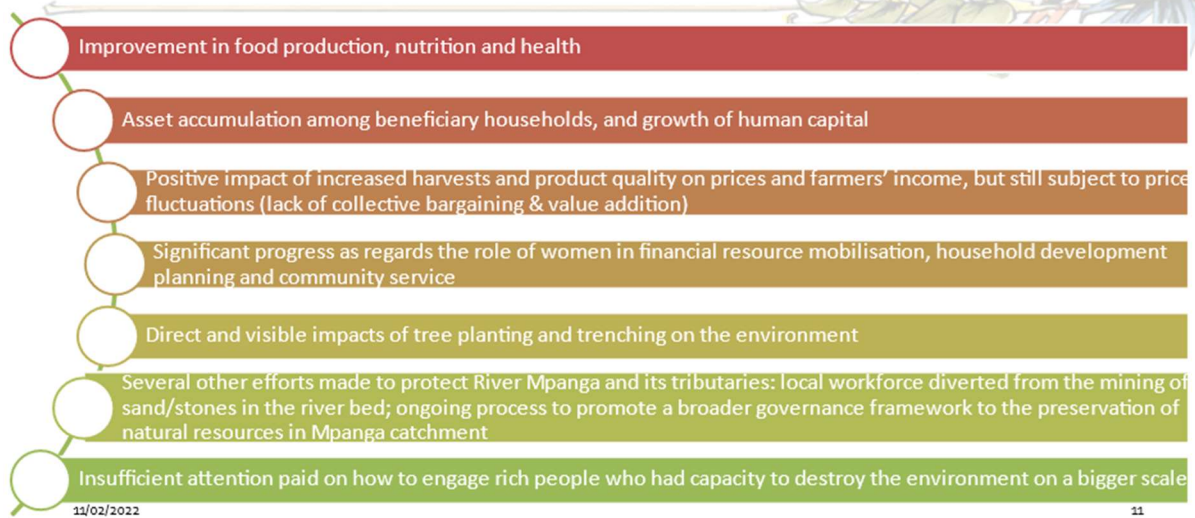 Improvement in food production, nutrition and health
Asset accumulation among beneficiary households, and growth of human capital
Positive impact of increased harvests and product quality on prices and farmers' income, but still subject to price
fluctuations (lack of collective bargaining & value addition)
Significant progress as regards the role of women in financial resource mobilisation, household development
planning and community service
Direct and visible impacts of tree planting and trenching on the environment
Several other efforts made to protect River Mpanga and its tributaries: local workforce diverted from the mining of
sand/stones in the river bed; ongoing process to promote a broader governance framework to the preservation of
natural resources in Mpanga catchment
Insufficient attention paid on how to engage rich people who had capacity to destroy the environment on a bigger scale
11/02/2022
11